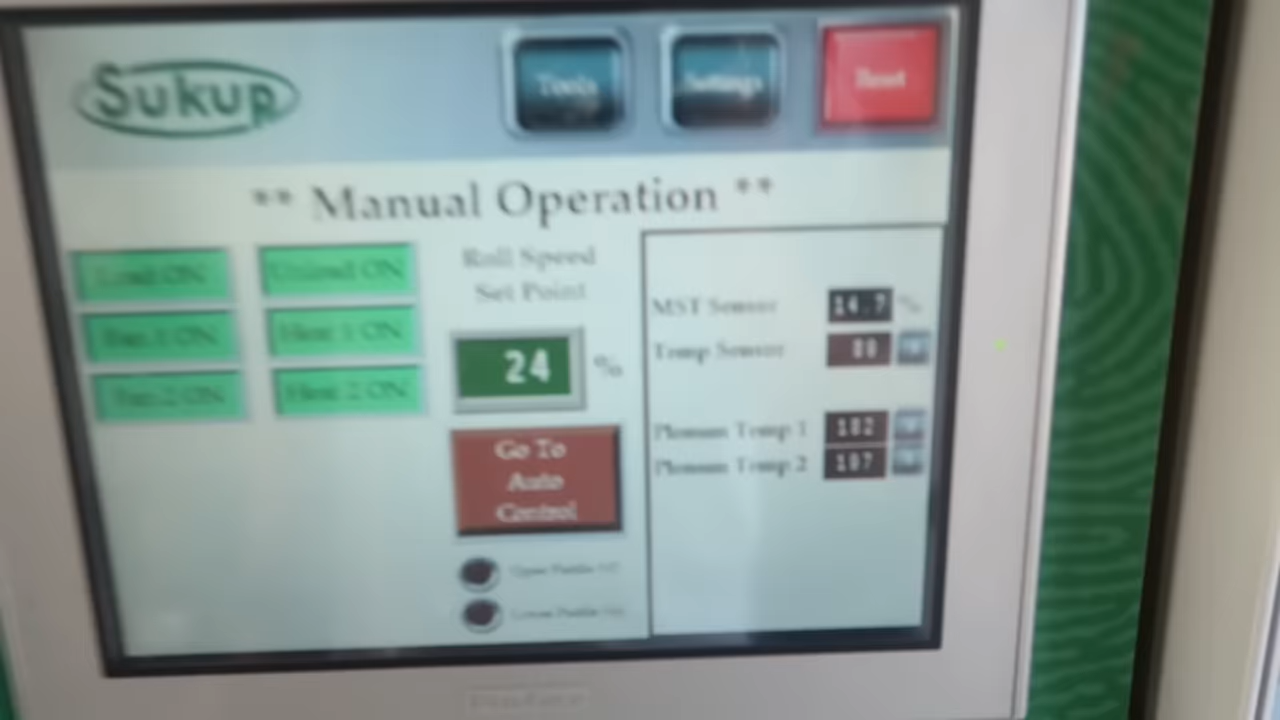 Sukup
Tools
Settings
Reset
** Manual Operation **
Load ON
Unload ON
Fan 1 ON
Heat 1 ON
Fan 2 ON
Heat 2 ON
Roll Speed
Set Point
24 %
Go To
Auto
Control
MST Sensor 14.7 %
Temp Sensor 80
Plenum Temp 1 182
Plenum Temp 2 187